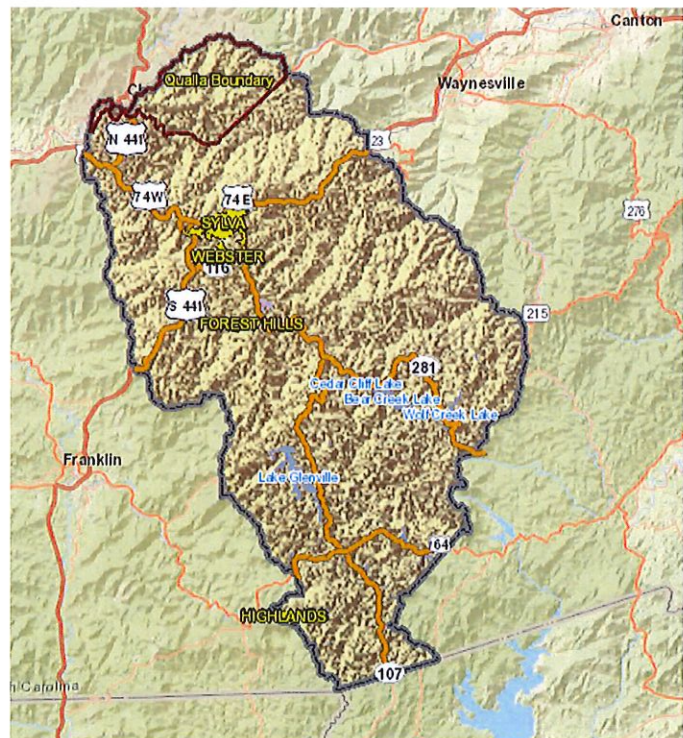 Canton
Qualla Boundary
Waynesville
N 441
23
74W
74E
276
SYLVA
WEBSTER
116
S 441
215
FOREST HILLS
281
Cedar Cliff Lake
Bear Creek Lake
Wolf Creek Lake
Franklin
Lake Glenville
64
HIGHLANDS
107
h Carolina